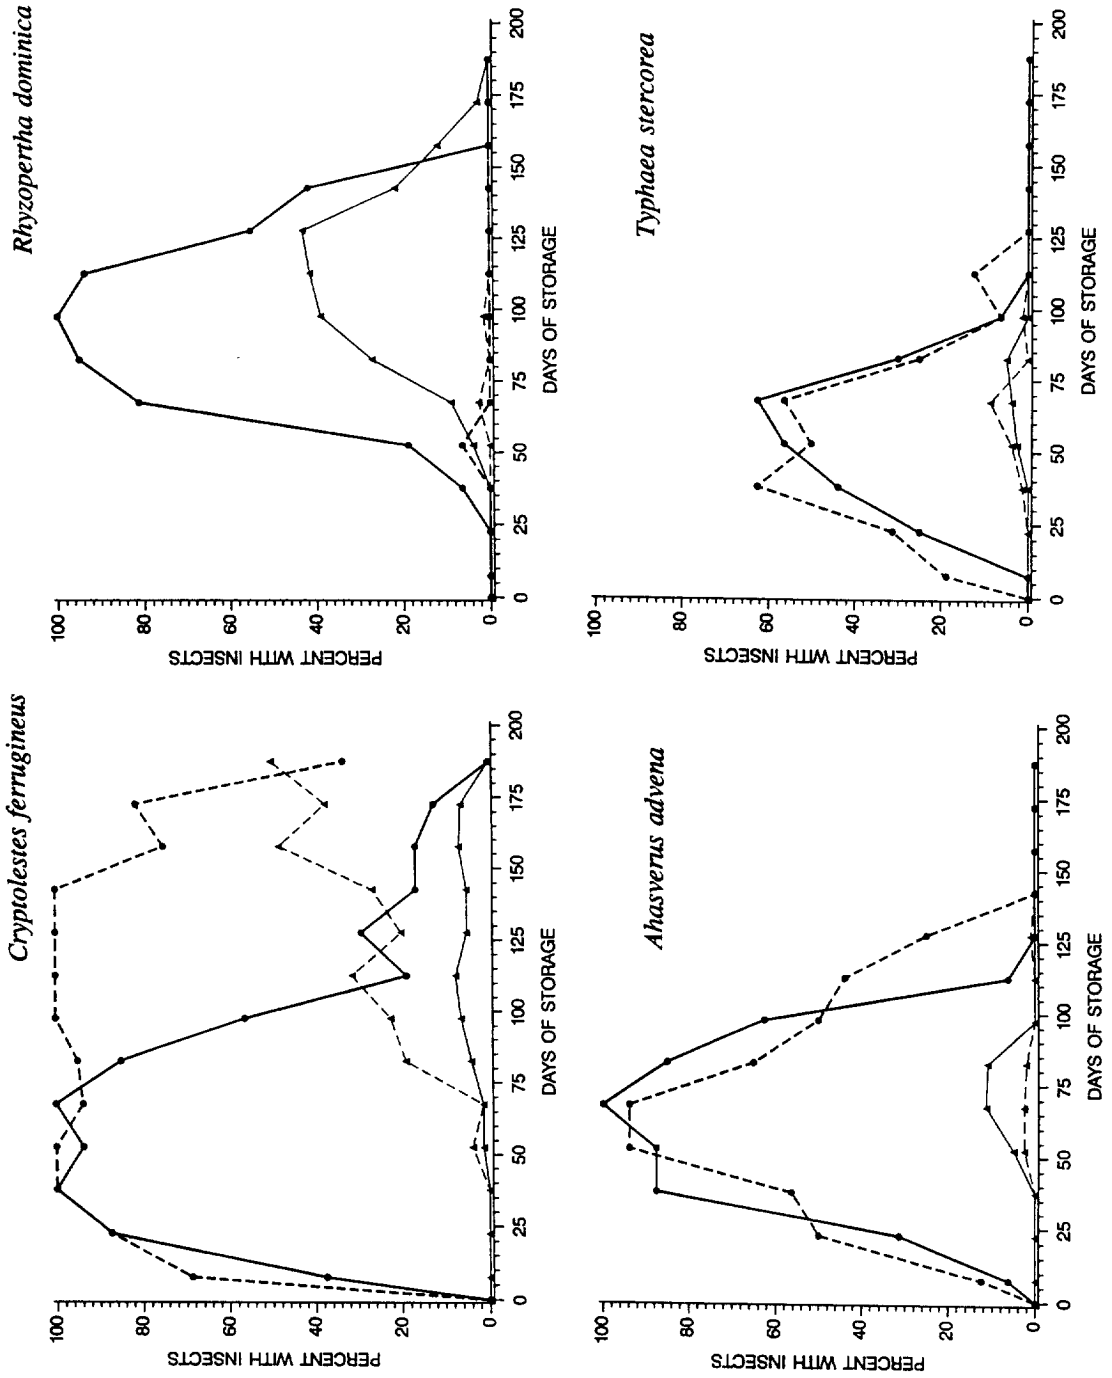 Cryptolestes ferrugineus
PERCENT WITH INSECTS
100
80
60
40
20
0
0 25 50 75 100 125 150 175 200
DAYS OF STORAGE
Rhyzopertha dominica
PERCENT WITH INSECTS
100
80
60
40
20
0
0 25 50 75 100 125 150 175 200
DAYS OF STORAGE
Ahasverus advena
PERCENT WITH INSECTS
100
80
60
40
20
0
0 25 50 75 100 125 150 175 200
DAYS OF STORAGE
Typhaea stercorea
PERCENT WITH INSECTS
100
80
60
40
20
0
0 25 50 75 100 125 150 175 200
DAYS OF STORAGE